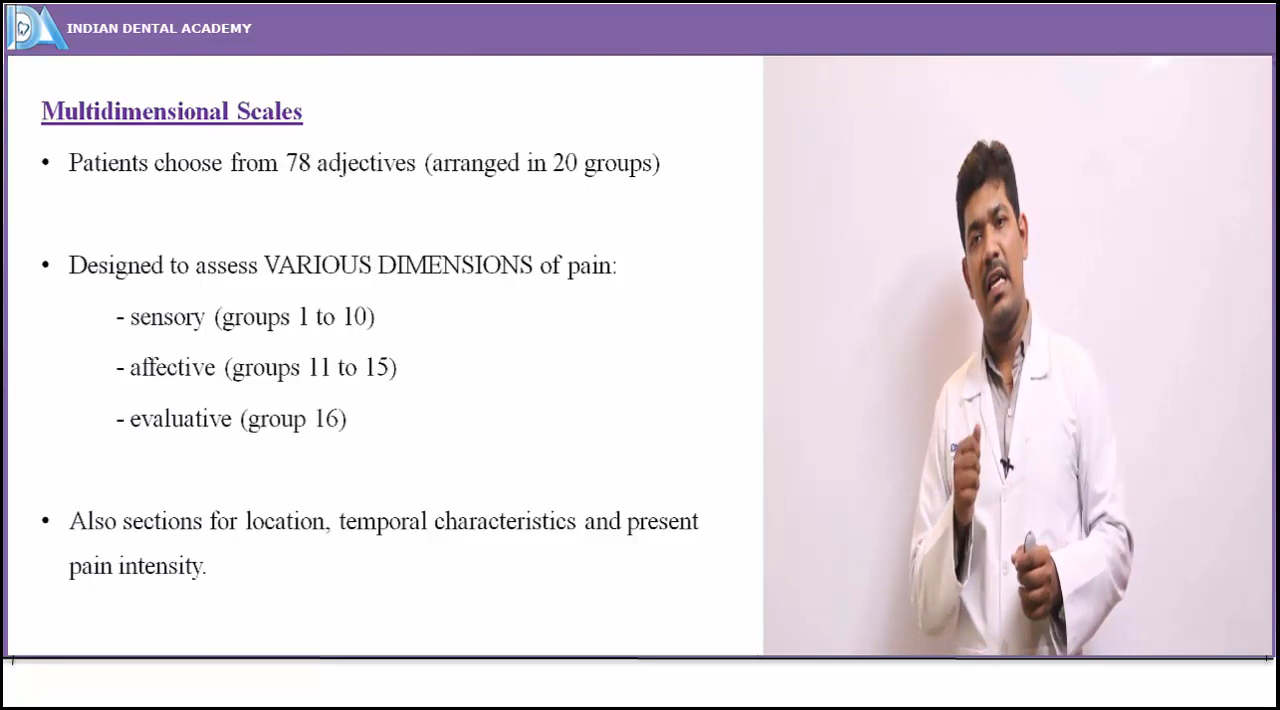 INDIAN DENTAL ACADEMY
Multidimensional Scales
• Patients choose from 78 adjectives (arranged in 20 groups)
• Designed to assess VARIOUS DIMENSIONS of pain:
- sensory (groups 1 to 10)
- affective (groups 11 to 15)
- evaluative (group 16)
• Also sections for location, temporal characteristics and present
pain intensity.